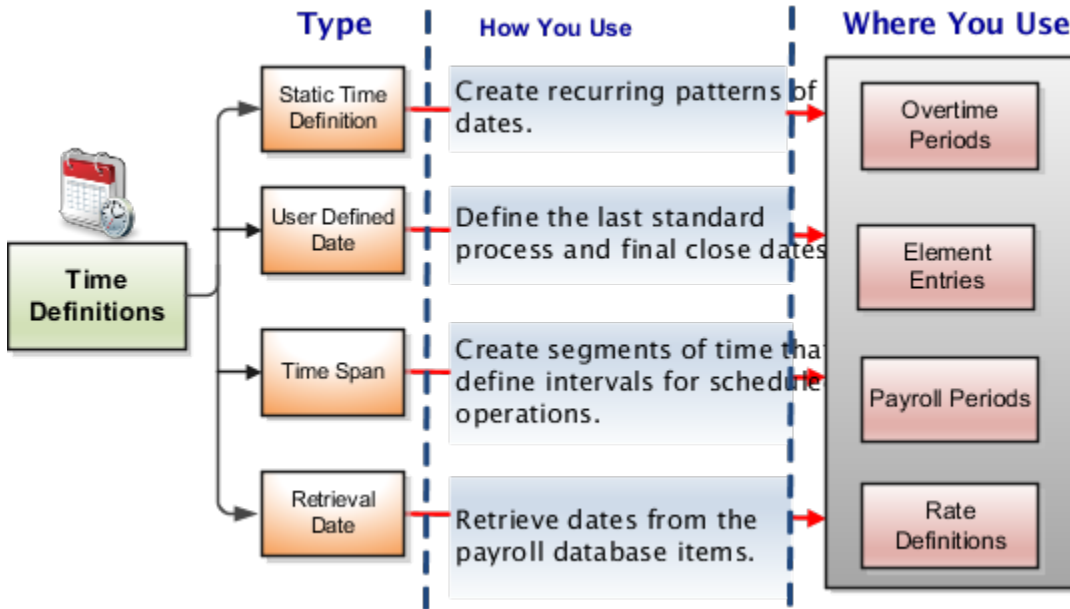 Type
How You Use
Where You Use
Time
Definitions
Static Time
Definition
Create recurring patterns of
dates.
Overtime
Periods
User Defined
Date
Define the last standard
process and final close dates
Element
Entries
Time Span
Create segments of time that
define intervals for schedule
operations.
Payroll Periods
Retrieval
Date
Retrieve dates from the
payroll database items.
Rate
Definitions